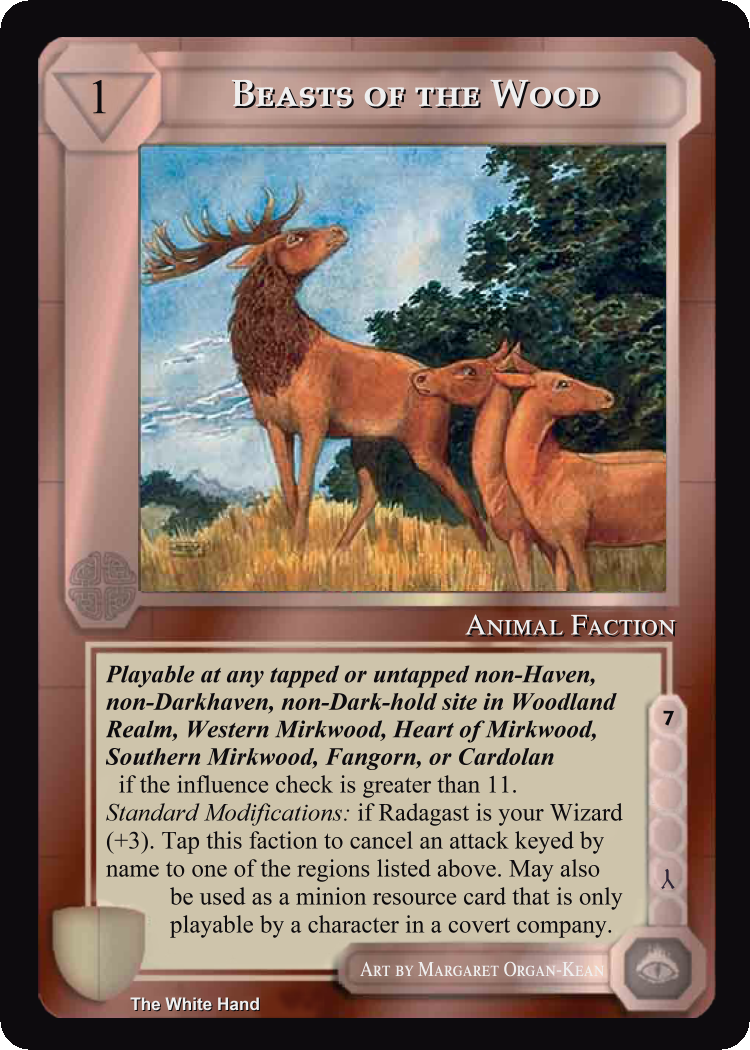 1
BEASTS OF THE WOOD
ANIMAL FACTION
Playable at any tapped or untapped non-Haven,
non-Darkhaven, non-Dark-hold site in Woodland
Realm, Western Mirkwood, Heart of Mirkwood,
Southern Mirkwood, Fangorn, or Cardolan
if the influence check is greater than 11.
Standard Modifications: if Radagast is your Wizard
(+3). Tap this faction to cancel an attack keyed by
name to one of the regions listed above. May also
be used as a minion resource card that is only
playable by a character in a covert company.
7
ART BY MARGARET ORGAN-KEAN
The White Hand